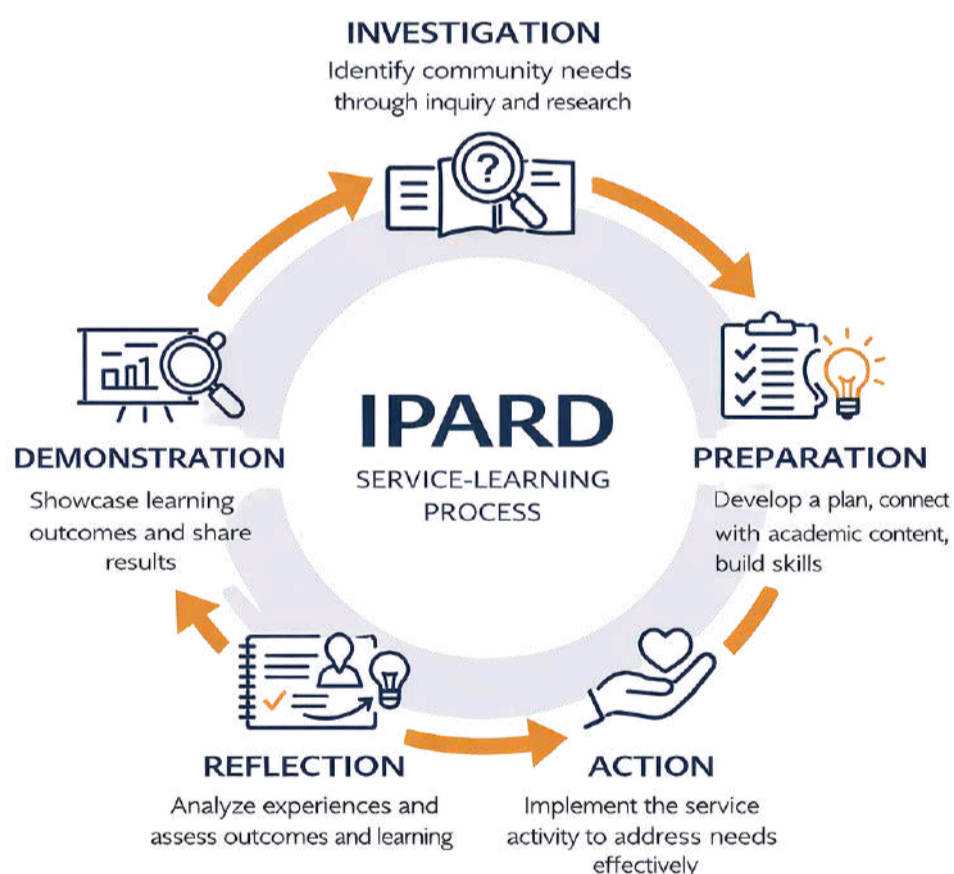 INVESTIGATION
Identify community needs
through inquiry and research
?
IPARD
SERVICE-LEARNING
PROCESS
PREPARATION
Develop a plan, connect
with academic content,
build skills
ACTION
Implement the service
activity to address needs
effectively
REFLECTION
Analyze experiences and
assess outcomes and learning
DEMONSTRATION
Showcase learning
outcomes and share
results